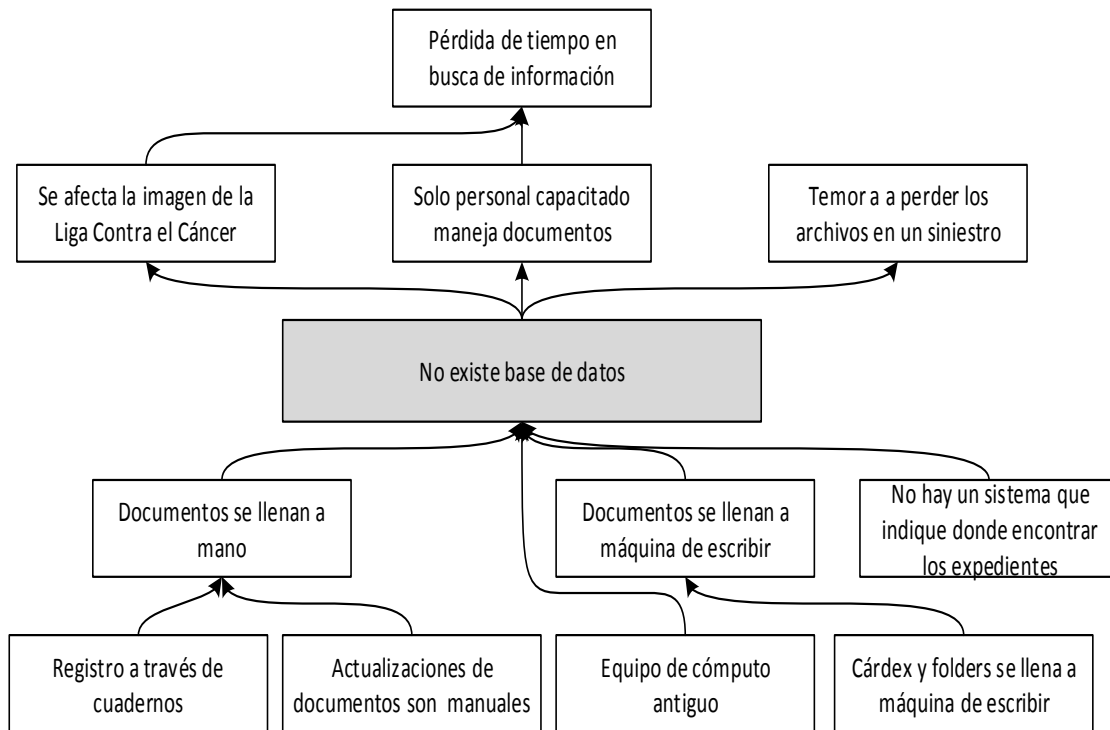 Pérdida de tiempo en
busca de información
Se afecta la imagen de la
Liga Contra el Cáncer
Solo personal capacitado
maneja documentos
Temor a a perder los
archivos en un siniestro
No existe base de datos
Documentos se llenan a
mano
Documentos se llenan a
máquina de escribir
No hay un sistema que
indique donde encontrar
los expedientes
Registro a través de
cuadernos
Actualizaciones de
documentos son manuales
Equipo de cómputo
antiguo
Cárdex y folders se llena a
máquina de escribir